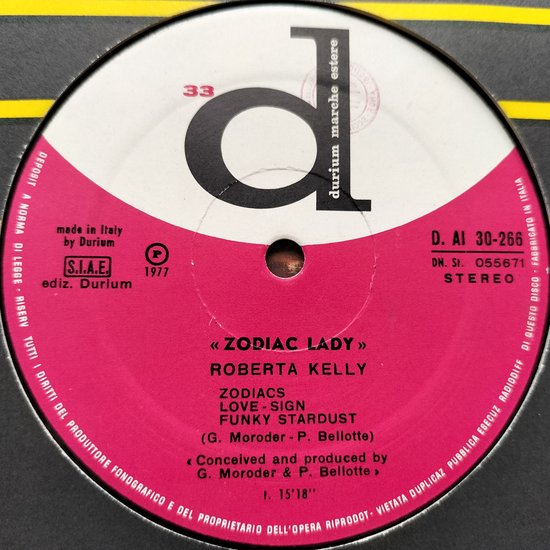 33
d
durium marche estere
made in Italy
by Durium
S.I.A.E.
ediz. Durium
P
1977
D. AI 30-266
DN. St. 055671
STEREO
« ZODIAC LADY »
ROBERTA KELLY
ZODIACS
LOVE-SIGN
FUNKY STARDUST
(G. Moroder - P. Bellotte)
« Conceived and produced by
G. Moroder & P. Bellotte »
f. 15'18''
DEPOSIT A NORMA DI LEGGE - RISERV TUTTI I DIRITTI DEL PRODUTTORE FONOGRAFICO E DEL PROPRIETARIO DELL'OPERA RIPRODOT - VIETATA DUPLICAZ PUBBLICA ESECUZ RADIODIFF DI QUESTO DISCO - FABBRICATO IN ITALIA